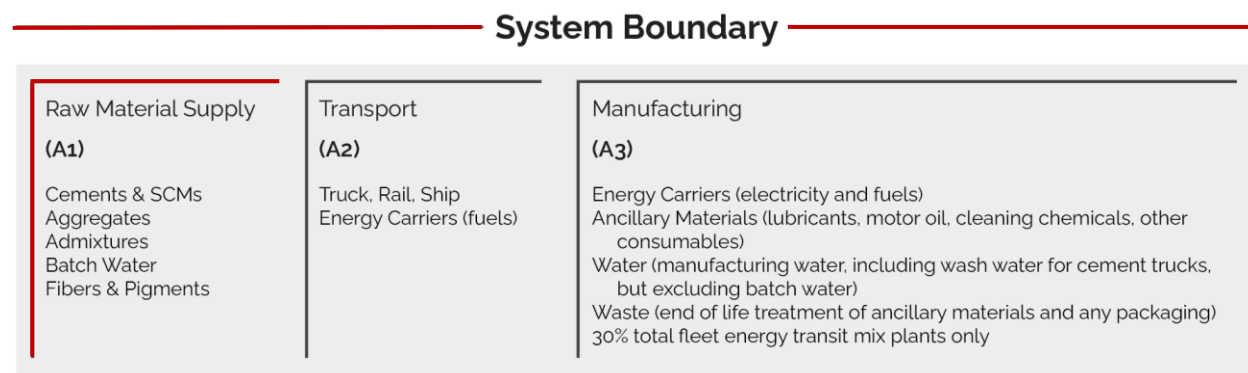 System Boundary
Raw Material Supply
(A1)
Cements & SCMs
Aggregates
Admixtures
Batch Water
Fibers & Pigments
Transport
(A2)
Truck, Rail, Ship
Energy Carriers (fuels)
Manufacturing
(A3)
Energy Carriers (electricity and fuels)
Ancillary Materials (lubricants, motor oil, cleaning chemicals, other
consumables)
Water (manufacturing water, including wash water for cement trucks,
but excluding batch water)
Waste (end of life treatment of ancillary materials and any packaging)
30% total fleet energy transit mix plants only